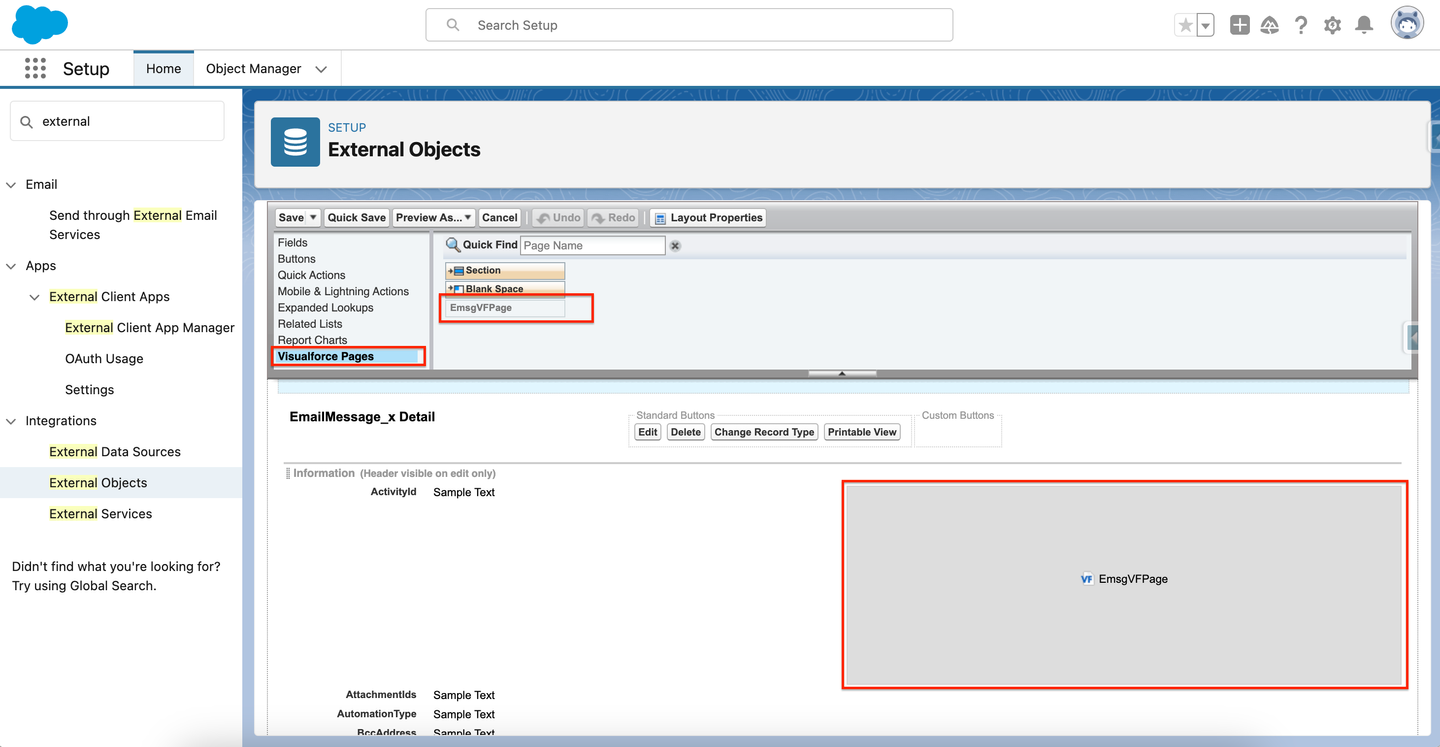 Search Setup
Setup
Home
Object Manager
external
Email
Send through External Email
Services
Apps
External Client Apps
External Client App Manager
OAuth Usage
Settings
Integrations
External Data Sources
External Objects
External Services
Didn't find what you're looking for?
Try using Global Search.
SETUP
External Objects
Save Quick Save Preview As... Cancel Undo Redo Layout Properties
Fields
Buttons
Quick Actions
Mobile & Lightning Actions
Expanded Lookups
Related Lists
Report Charts
Visualforce Pages
Quick Find Page Name
Section
Blank Space
EmsgVFPage
EmailMessage_x Detail
Standard Buttons
Edit Delete Change Record Type Printable View
Custom Buttons
Information (Header visible on edit only)
ActivityId Sample Text
VF EmsgVFPage
AttachmentIds Sample Text
AutomationType Sample Text
BccAddress Sample Text